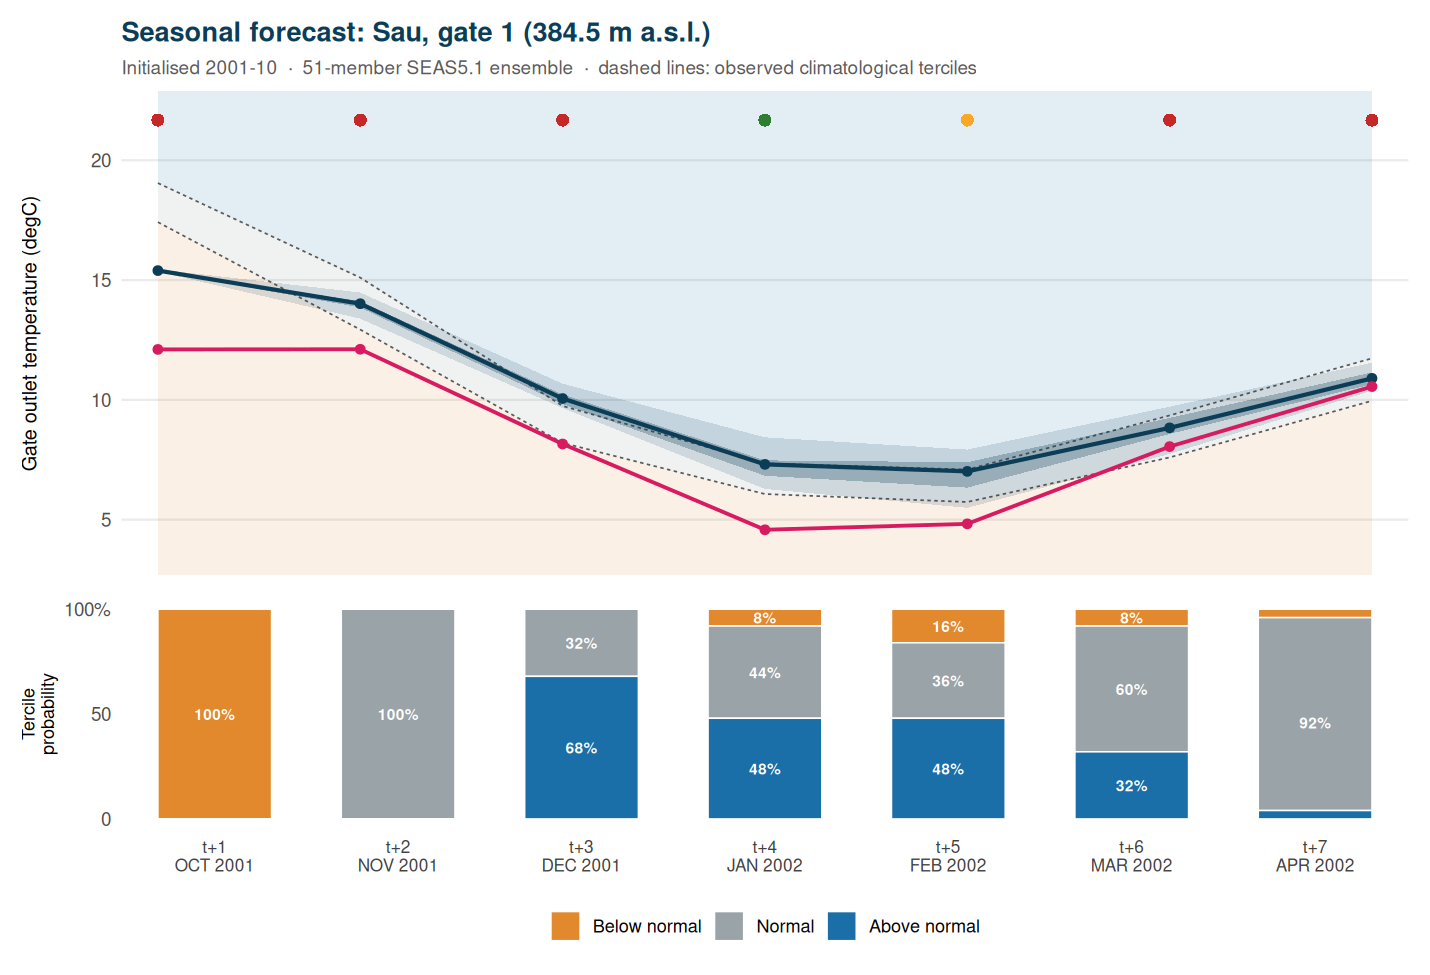 Seasonal forecast: Sau, gate 1 (384.5 m a.s.l.)
Initialised 2001-10 · 51-member SEAS5.1 ensemble · dashed lines: observed climatological terciles
Gate outlet temperature (degC)
20
15
10
5
Tercile
probability
100%
50
0
100%
100%
32%
68%
8%
44%
48%
16%
36%
48%
8%
60%
32%
92%
t+1
OCT 2001
t+2
NOV 2001
t+3
DEC 2001
t+4
JAN 2002
t+5
FEB 2002
t+6
MAR 2002
t+7
APR 2002
Below normal
Normal
Above normal